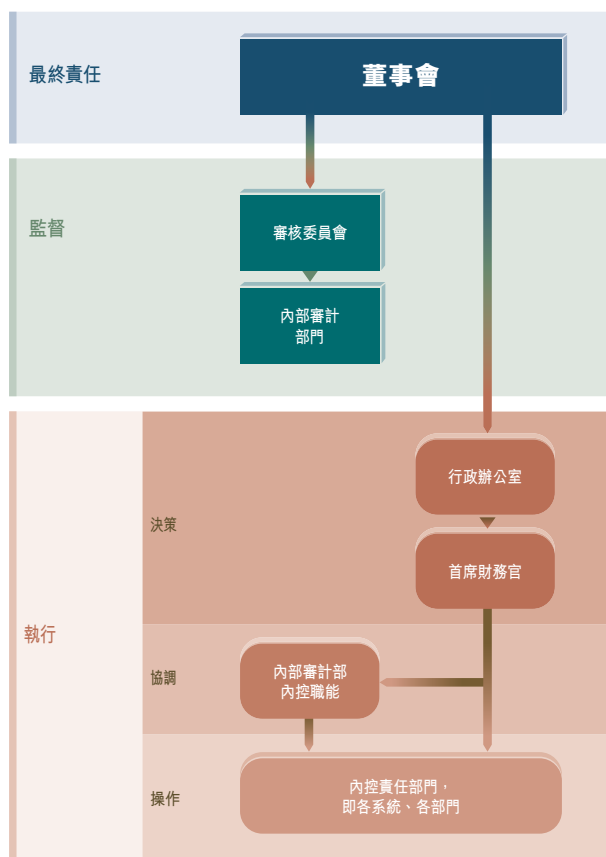 最終責任
董事會
監督
審核委員會
內部審計
部門
執行
決策
行政辦公室
首席財務官
協調
內部審計部
內控職能
操作
內控責任部門，
即各系統、各部門